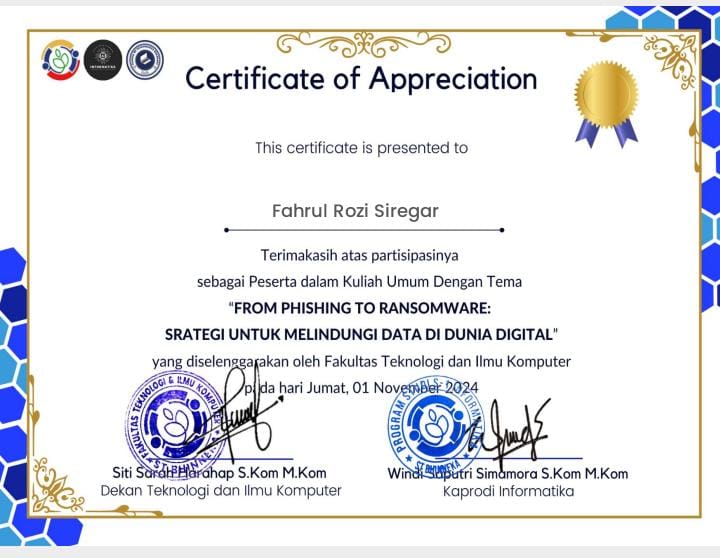 INFORMATIKA
Certificate of Appreciation
This certificate is presented to
Fahrul Rozi Siregar
Terimakasih atas partisipasinya
sebagai Peserta dalam Kuliah Umum Dengan Tema
“FROM PHISHING TO RANSOMWARE:
SRATEGI UNTUK MELINDUNGI DATA DI DUNIA DIGITAL”
yang diselenggarakan oleh Fakultas Teknologi dan Ilmu Komputer
pada hari Jumat, 01 November 2024
FAKULTAS TEKNOLOGI & ILMU KOMPUTER
PROGRAM STUDI S-1 INFORMATIKA
Siti Sarah Harahap S.Kom M.Kom
Dekan Teknologi dan Ilmu Komputer
Windi Saputri Simamora S.Kom M.Kom
Kaprodi Informatika